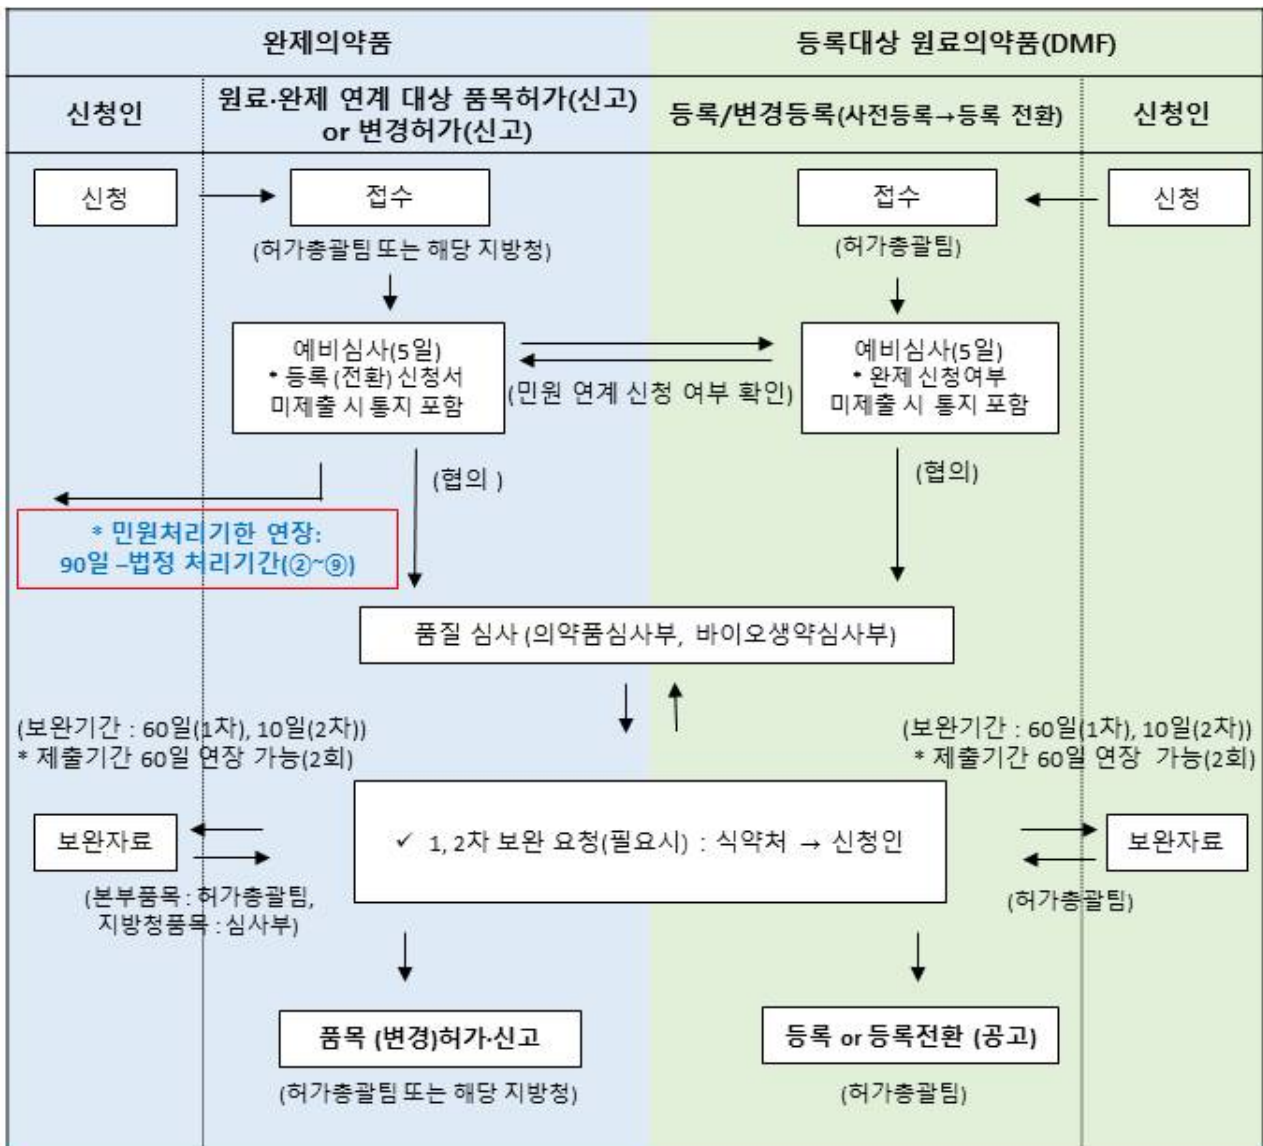 완제의약품
등록대상 원료의약품(DMF)
신청인
원료·완제 연계 대상 품목허가(신고)
or 변경허가(신고)
등록/변경등록(사전등록→등록 전환)
신청인
신청
접수
접수
신청
(허가총괄팀 또는 해당 지방청)
(허가총괄팀)
예비심사(5일)
* 등록 (전환) 신청서
미제출 시 통지 포함
(민원 연계 신청 여부 확인)
예비심사(5일)
* 완제 신청여부
미제출 시 통지 포함
(협의 )
(협의)
* 민원처리기한 연장:
90일 –법정 처리기간(②~⑨)
품질 심사 (의약품심사부, 바이오생약심사부)
(보완기간 : 60일(1차), 10일(2차))
* 제출기간 60일 연장 가능(2회)
(보완기간 : 60일(1차), 10일(2차))
* 제출기간 60일 연장 가능(2회)
보완자료
✓ 1, 2차 보완 요청(필요시) : 식약처 → 신청인
보완자료
(본부품목 : 허가총괄팀,
지방청품목 : 심사부)
(허가총괄팀)
품목 (변경)허가·신고
등록 or 등록전환 (공고)
(허가총괄팀 또는 해당 지방청)
(허가총괄팀)